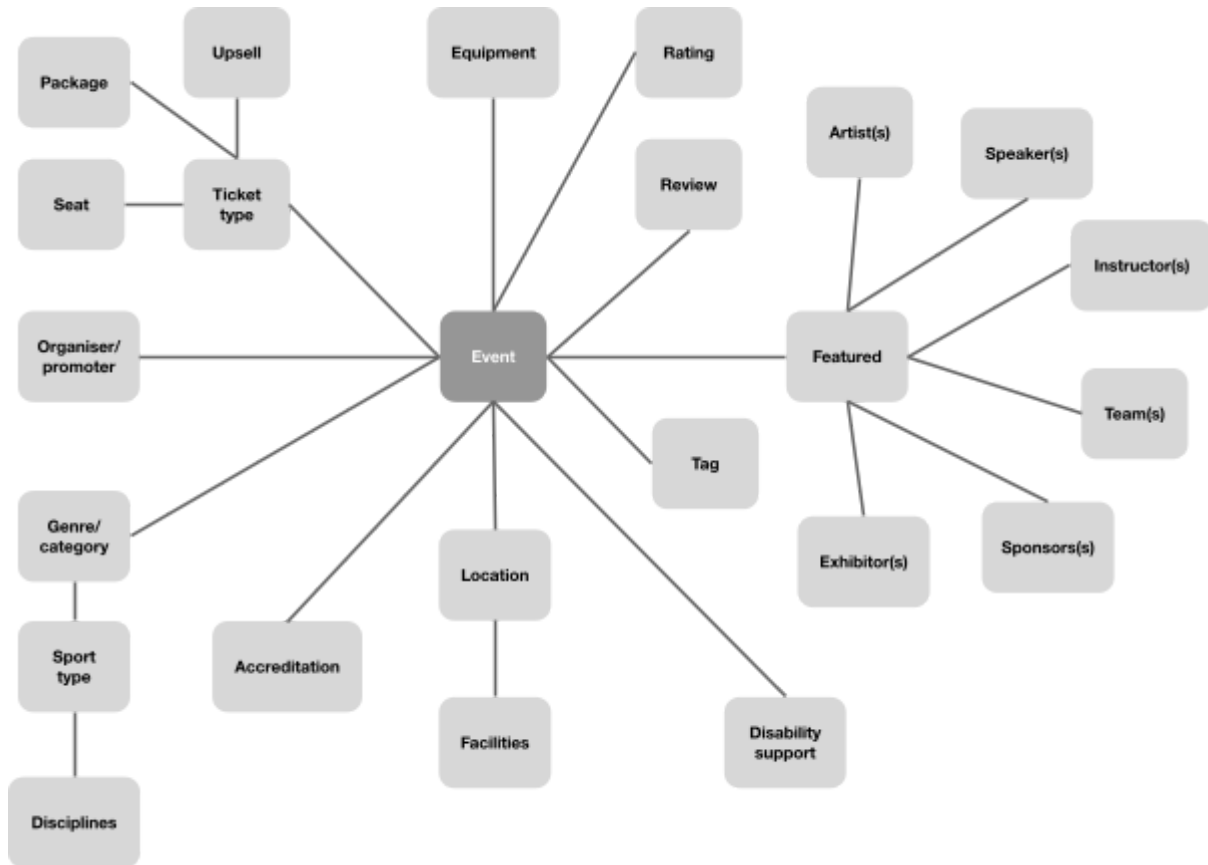 Upsell
Equipment
Rating
Package
Artist(s)
Speaker(s)
Review
Seat
Ticket
type
Instructor(s)
Organiser/
promoter
Event
Featured
Team(s)
Tag
Genre/
category
Location
Exhibitor(s)
Sponsors(s)
Sport
type
Accreditation
Facilities
Disability
support
Disciplines